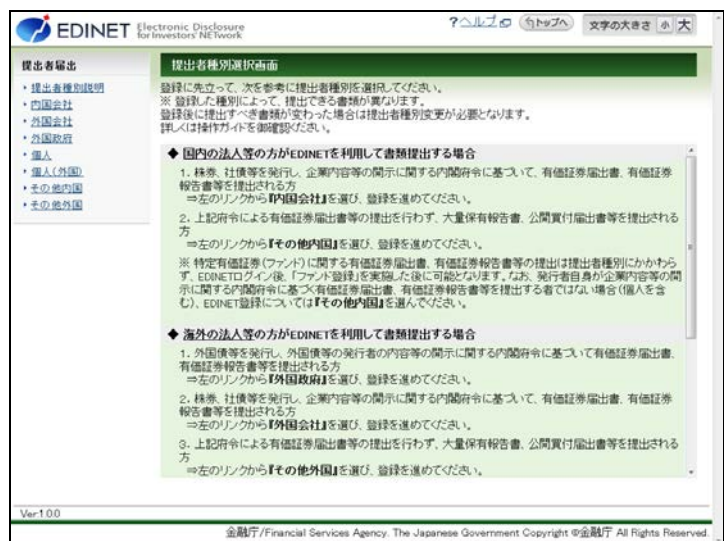 EDINET Electronic Disclosure for Investors' NETwork
?ヘルプ トップへ 文字の大きさ 小 大
提出者届出
・提出者種別説明
・内国会社
・外国会社
・外国政府
・個人
・個人(外国)
・その他内国
・その他外国
提出者種別選択画面
登録に先立って、次を参考に提出者種別を選択してください。
※ 登録した種別によって、提出できる書類が異なります。
登録後に提出すべき書類が変わった場合は提出者種別変更が必要となります。
詳しくは操作ガイドを御確認ください。
◆ 国内の法人等の方がEDINETを利用して書類提出する場合
1. 株券、社債等を発行し、企業内容等の開示に関する内閣府令に基づいて、有価証券届出書、有価証券
報告書等を提出される方
⇒左のリンクから『内国会社』を選び、登録を進めてください。
2. 上記府令による有価証券届出書等の提出を行わず、大量保有報告書、公開買付届出書等を提出される
方
⇒左のリンクから『その他内国』を選び、登録を進めてください。
※ 特定有価証券(ファンド)に関する有価証券届出書、有価証券報告書等の提出は提出者種別にかかわら
ず、EDINETログイン後、「ファンド登録」を実施した後に可能となります。なお、発行者自身が企業内容等の開
示に関する内閣府令に基づく有価証券届出書、有価証券報告書等を提出する者ではない場合(個人を含
む)、EDINET登録については『その他内国』を選んでください。
◆ 海外の法人等の方がEDINETを利用して書類提出する場合
1. 外国債等を発行し、外国債等の発行者の内容等の開示に関する内閣府令に基づいて有価証券届出書、
有価証券報告書等を提出される方
⇒左のリンクから『外国政府』を選び、登録を進めてください。
2. 株券、社債等を発行し、企業内容等の開示に関する内閣府令に基づいて、有価証券届出書、有価証券
報告書等を提出される方
⇒左のリンクから『外国会社』を選び、登録を進めてください。
3. 上記府令による有価証券届出書等の提出を行わず、大量保有報告書、公開買付届出書等を提出される
方
⇒左のリンクから『その他外国』を選び、登録を進めてください。
Ver1.0.0
金融庁/Financial Services Agency. The Japanese Government Copyright ©金融庁 All Rights Reserved.